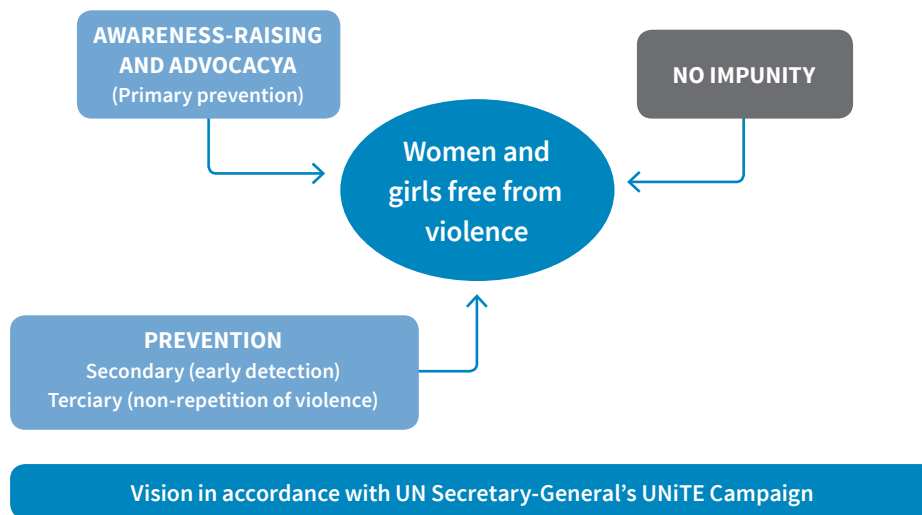 AWARENESS-RAISING
AND ADVOCACYA
(Primary prevention)
NO IMPUNITY
Women and
girls free from
violence
PREVENTION
Secondary (early detection)
Terciary (non-repetition of violence)
Vision in accordance with UN Secretary-General’s UNiTE Campaign